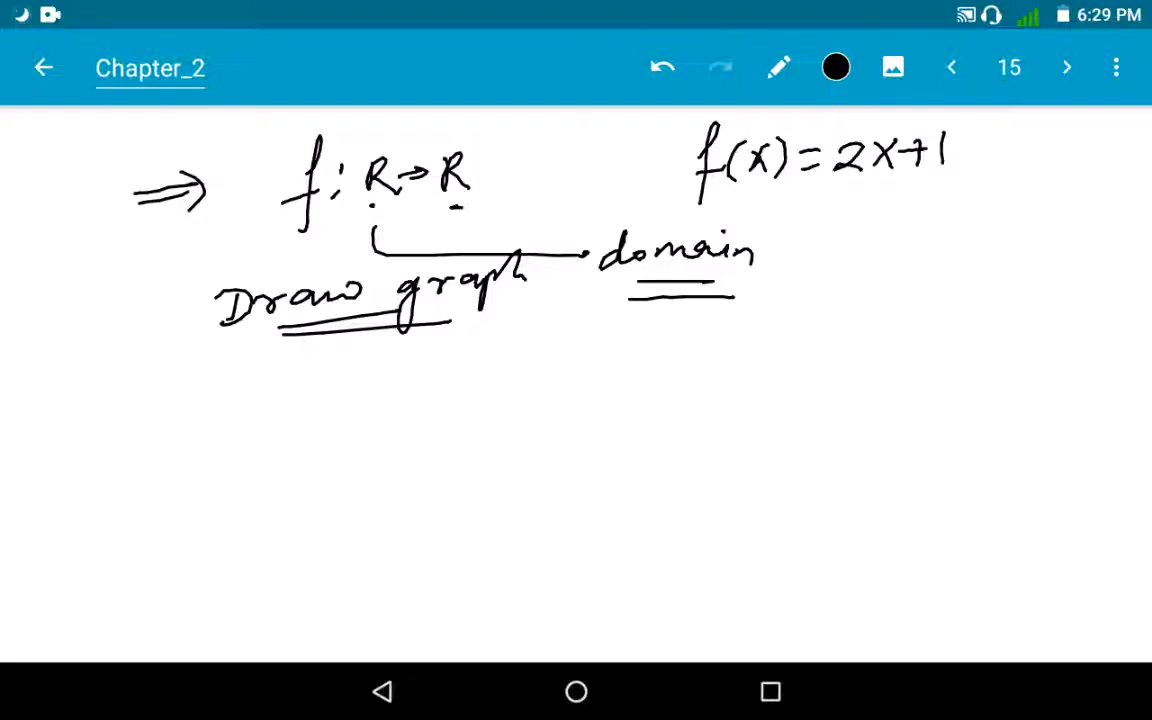 6:29 PM
Chapter_2
15
⇒ f: R→R f(x) = 2x+1
domain
Draw graph